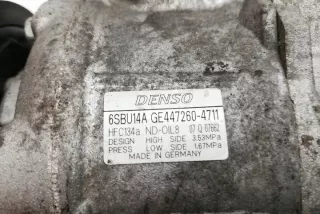 DENSO
6SBU14A GE447260-4711
HFC134a ND-OIL8 07 Q 07662
DESIGN HIGH SIDE 3.53MPa
PRESS LOW SIDE 1.67MPa
MADE IN GERMANY